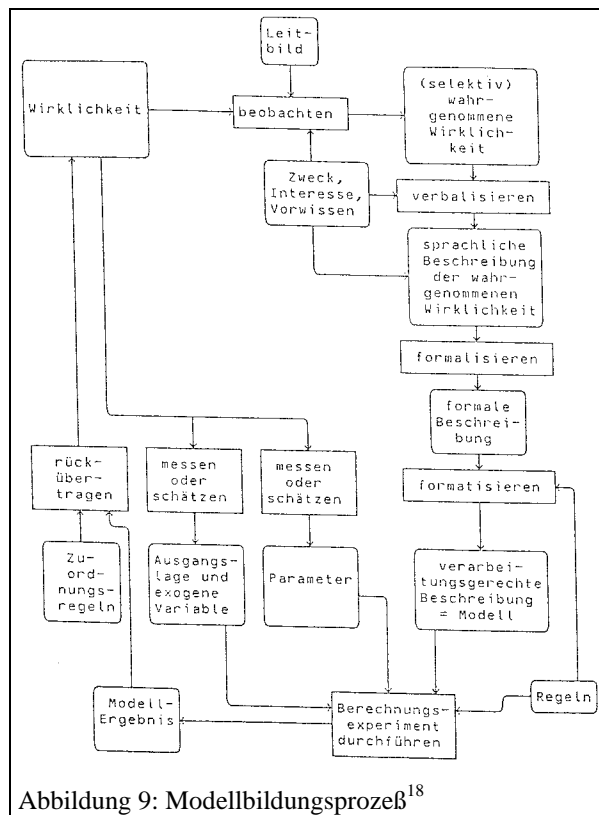 Leit-
bild
Wirklichkeit
beobachten
(selektiv)
wahr-
genommene
Wirklich-
keit
Zweck,
Interesse,
Vorwissen
verbalisieren
sprachliche
Beschreibung
der wahr-
genommenen
Wirklichkeit
formalisieren
formale
Beschrei-
bung
rück-
über-
tragen
messen
oder
schätzen
messen
oder
schätzen
formatisieren
Zu-
ord-
nungs-
regeln
Ausgangs-
lage und
exogene
Variable
Parameter
verarbei-
tungsgerechte
Beschreibung
= Modell
Modell-
Ergebnis
Berechnungs-
experiment
durchführen
Regeln
Abbildung 9: Modellbildungsprozeß18